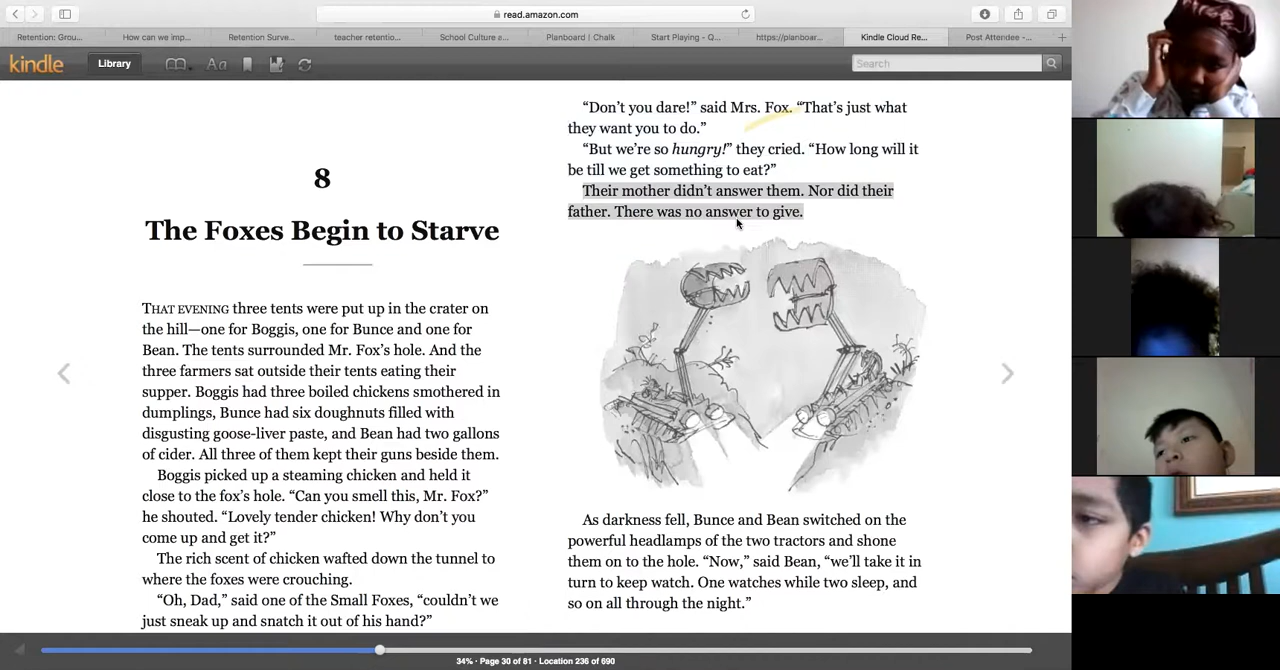 read.amazon.com
Retention: Grou...
How can we imp...
Retention Surve...
teacher retentio...
School Culture a...
Planboard | Chalk
Start Playing - Q...
https://planboar...
Kindle Cloud Re...
Post Attendee -...
kindle
Library
Aa
Search
8
The Foxes Begin to Starve
THAT EVENING three tents were put up in the crater on
the hill—one for Boggis, one for Bunce and one for
Bean. The tents surrounded Mr. Fox’s hole. And the
three farmers sat outside their tents eating their
supper. Boggis had three boiled chickens smothered in
dumplings, Bunce had six doughnuts filled with
disgusting goose-liver paste, and Bean had two gallons
of cider. All three of them kept their guns beside them.
Boggis picked up a steaming chicken and held it
close to the fox’s hole. “Can you smell this, Mr. Fox?”
he shouted. “Lovely tender chicken! Why don’t you
come up and get it?”
The rich scent of chicken wafted down the tunnel to
where the foxes were crouching.
“Oh, Dad,” said one of the Small Foxes, “couldn’t we
just sneak up and snatch it out of his hand?”
“Don’t you dare!” said Mrs. Fox. “That’s just what
they want you to do.”
“But we’re so hungry!” they cried. “How long will it
be till we get something to eat?”
Their mother didn’t answer them. Nor did their
father. There was no answer to give.
As darkness fell, Bunce and Bean switched on the
powerful headlamps of the two tractors and shone
them on to the hole. “Now,” said Bean, “we’ll take it in
turn to keep watch. One watches while two sleep, and
so on all through the night.”
34% · Page 30 of 81 · Location 236 of 690